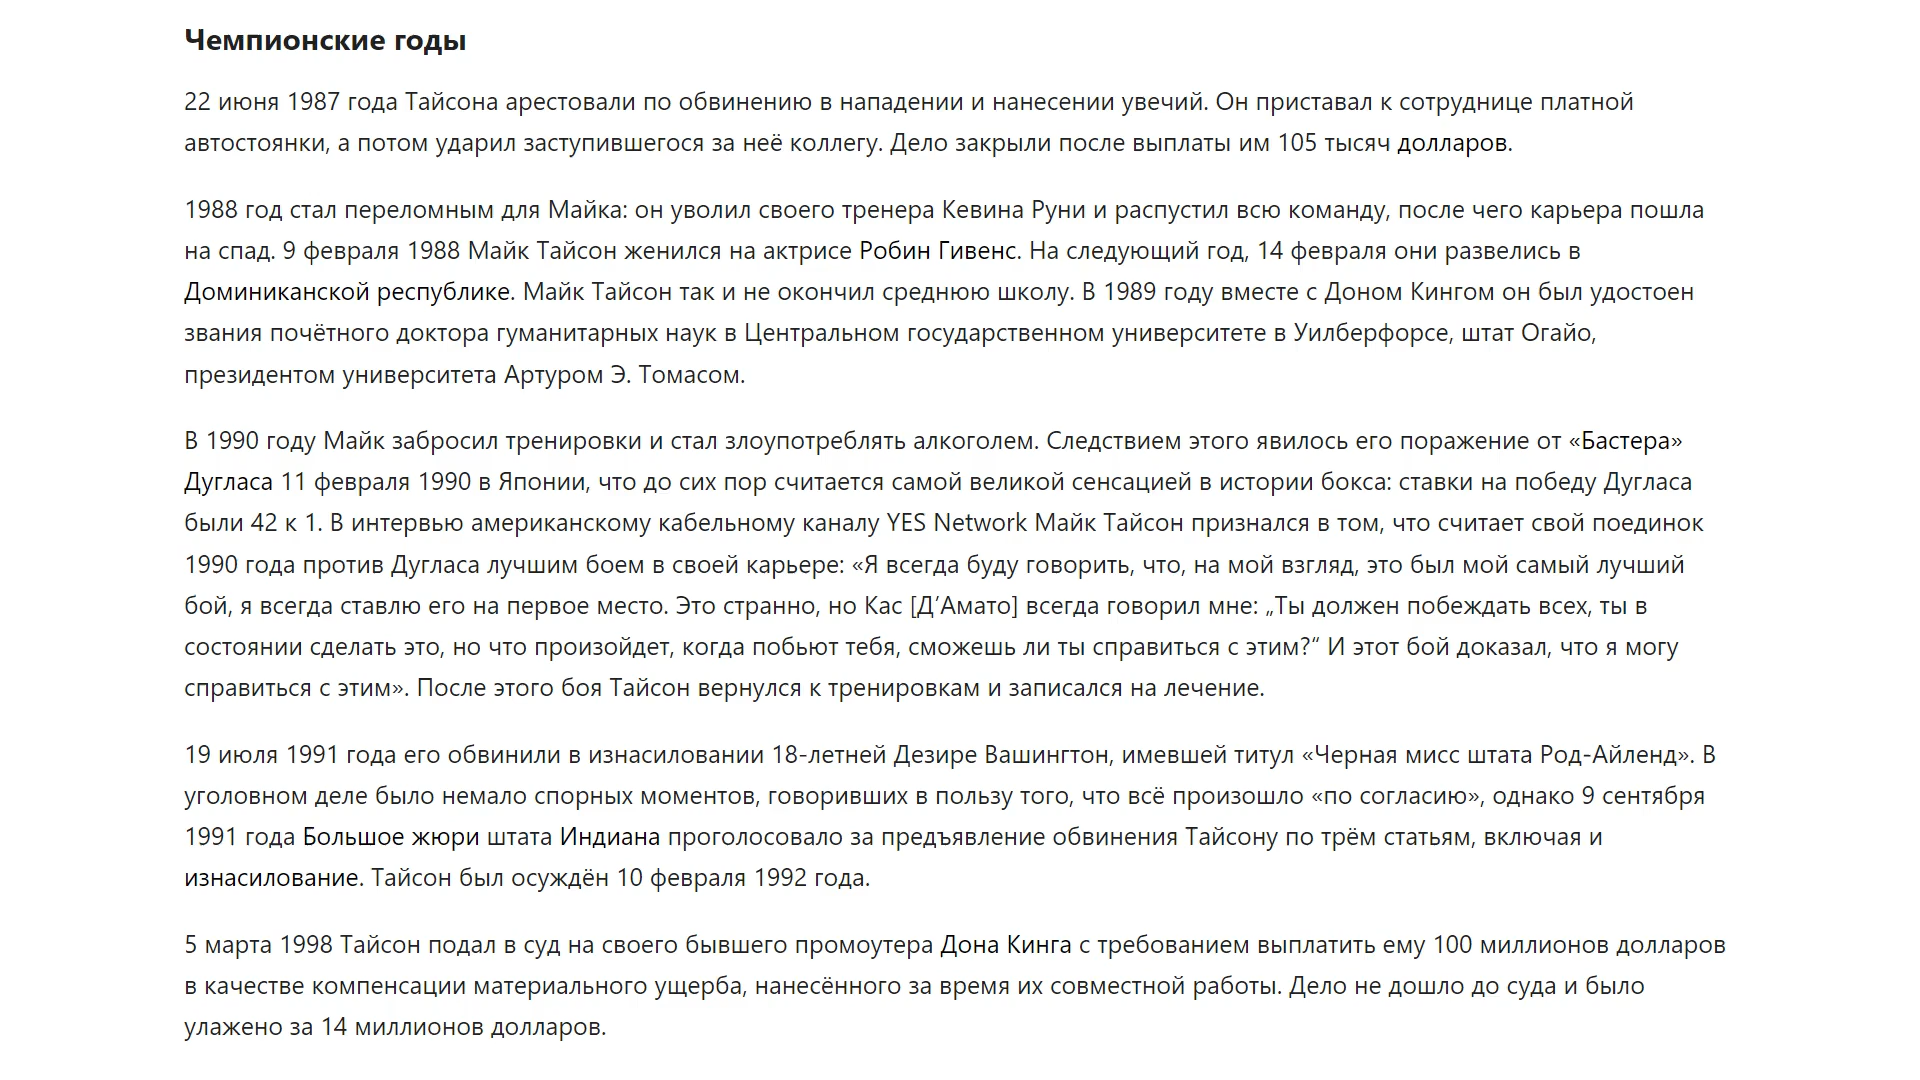 Чемпионские годы
22 июня 1987 года Тайсона арестовали по обвинению в нападении и нанесении увечий. Он приставал к сотруднице платной
автостоянки, а потом ударил заступившегося за неё коллегу. Дело закрыли после выплаты им 105 тысяч долларов.
1988 год стал переломным для Майка: он уволил своего тренера Кевина Руни и распустил всю команду, после чего карьера пошла
на спад. 9 февраля 1988 Майк Тайсон женился на актрисе Робин Гивенс. На следующий год, 14 февраля они развелись в
Доминиканской республике. Майк Тайсон так и не окончил среднюю школу. В 1989 году вместе с Доном Кингом он был удостоен
звания почётного доктора гуманитарных наук в Центральном государственном университете в Уилберфорсе, штат Огайо,
президентом университета Артуром Э. Томасом.
В 1990 году Майк забросил тренировки и стал злоупотреблять алкоголем. Следствием этого явилось его поражение от «Бастера»
Дугласа 11 февраля 1990 в Японии, что до сих пор считается самой великой сенсацией в истории бокса: ставки на победу Дугласа
были 42 к 1. В интервью американскому кабельному каналу YES Network Майк Тайсон признался в том, что считает свой поединок
1990 года против Дугласа лучшим боем в своей карьере: «Я всегда буду говорить, что, на мой взгляд, это был мой самый лучший
бой, я всегда ставлю его на первое место. Это странно, но Кас [Д’Амато] всегда говорил мне: „Ты должен побеждать всех, ты в
состоянии сделать это, но что произойдет, когда побьют тебя, сможешь ли ты справиться с этим?“ И этот бой доказал, что я могу
справиться с этим». После этого боя Тайсон вернулся к тренировкам и записался на лечение.
19 июля 1991 года его обвинили в изнасиловании 18-летней Дезире Вашингтон, имевшей титул «Черная мисс штата Род-Айленд». В
уголовном деле было немало спорных моментов, говоривших в пользу того, что всё произошло «по согласию», однако 9 сентября
1991 года Большое жюри штата Индиана проголосовало за предъявление обвинения Тайсону по трём статьям, включая и
изнасилование. Тайсон был осуждён 10 февраля 1992 года.
5 марта 1998 Тайсон подал в суд на своего бывшего промоутера Дона Кинга с требованием выплатить ему 100 миллионов долларов
в качестве компенсации материального ущерба, нанесённого за время их совместной работы. Дело не дошло до суда и было
улажено за 14 миллионов долларов.